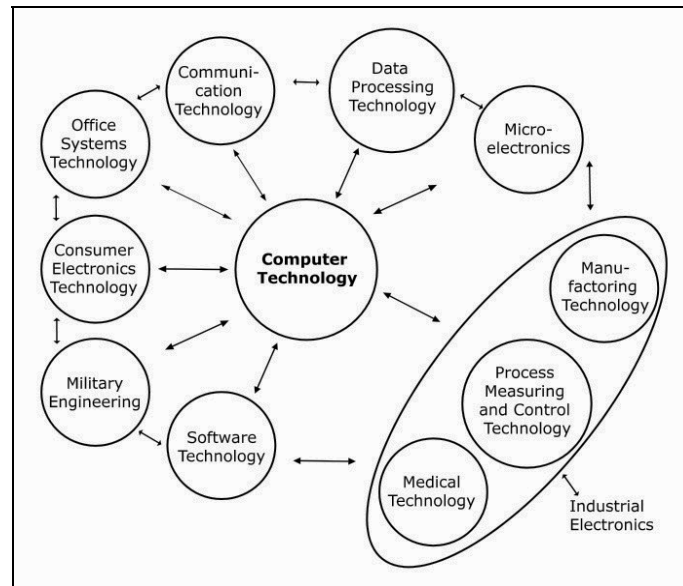 Communi-
cation
Technology
Data
Processing
Technology
Office
Systems
Technology
Micro-
electronics
Consumer
Electronics
Technology
Computer
Technology
Manu-
factoring
Technology
Military
Engineering
Process
Measuring
and Control
Technology
Software
Technology
Medical
Technology
Industrial
Electronics